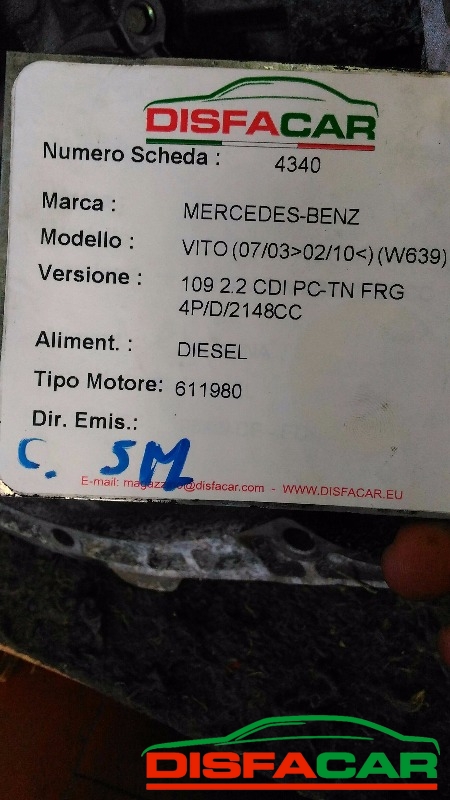 DISFACAR
Numero Scheda : 4340
Marca : MERCEDES-BENZ
Modello : VITO (07/03>02/10<) (W639)
Versione : 109 2.2 CDI PC-TN FRG
4P/D/2148CC
Aliment. : DIESEL
Tipo Motore: 611980
Dir. Emis.:
C. 5M
E-mail: magazzino@disfacar.com - WWW.DISFACAR.EU
DISFACAR